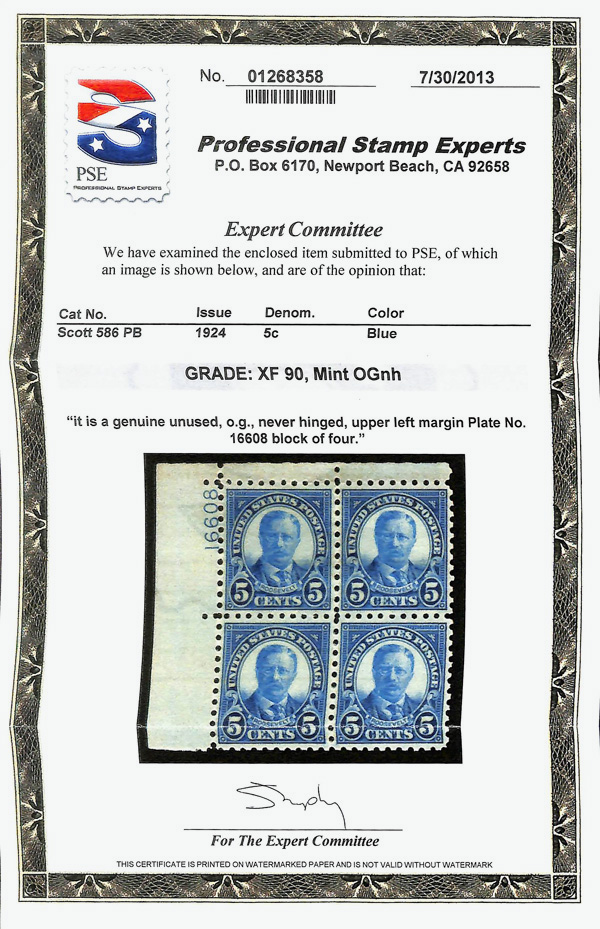 No. 01268358 7/30/2013
PSE
PROFESSIONAL STAMP EXPERTS
Professional Stamp Experts
P.O. Box 6170, Newport Beach, CA 92658
Expert Committee
We have examined the enclosed item submitted to PSE, of which
an image is shown below, and are of the opinion that:
Cat No. Issue Denom. Color
Scott 586 PB 1924 5c Blue
GRADE: XF 90, Mint OGnh
“it is a genuine unused, o.g., never hinged, upper left margin Plate No.
16608 block of four.”
16608
UNITED STATES POSTAGE
ROOSEVELT
5 CENTS 5
UNITED STATES POSTAGE
ROOSEVELT
5 CENTS 5
UNITED STATES POSTAGE
ROOSEVELT
5 CENTS 5
UNITED STATES POSTAGE
ROOSEVELT
5 CENTS 5
For The Expert Committee
THIS CERTIFICATE IS PRINTED ON WATERMARKED PAPER AND IS NOT VALID WITHOUT WATERMARK